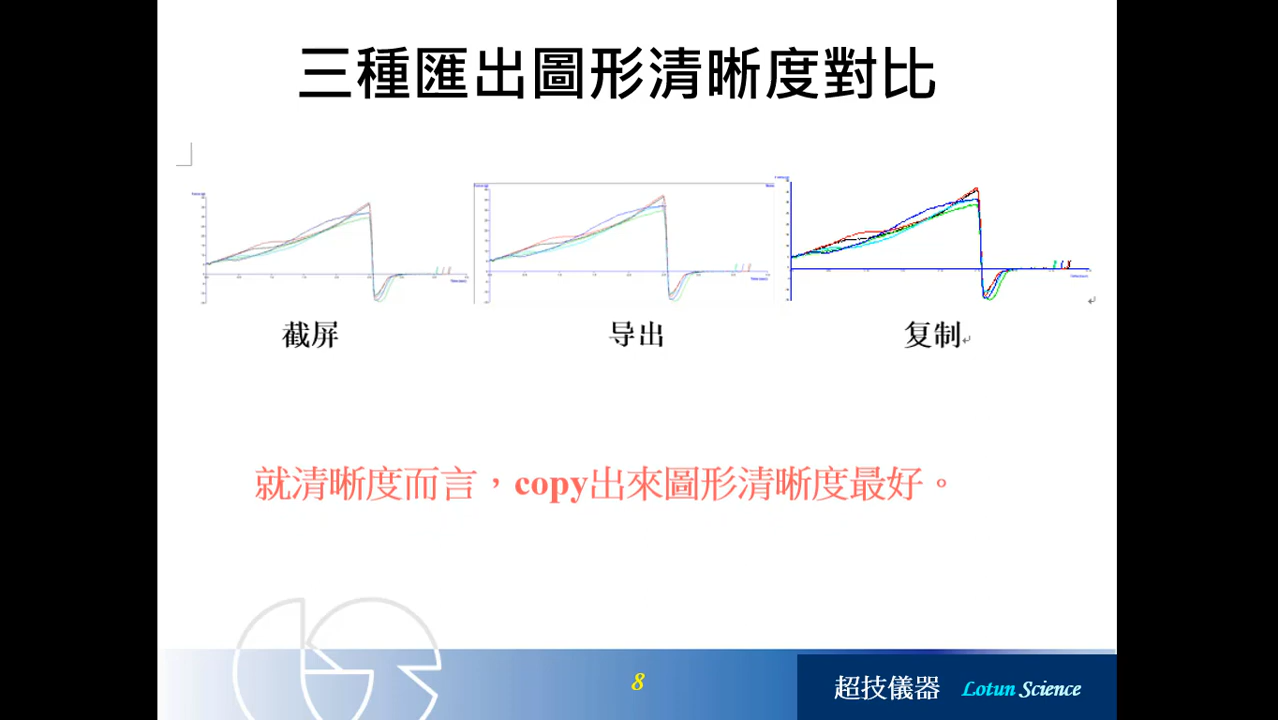 三種匯出圖形清晰度對比
截屏
导出
复制
就清晰度而言，copy出來圖形清晰度最好。
8
超技儀器 Lotun Science